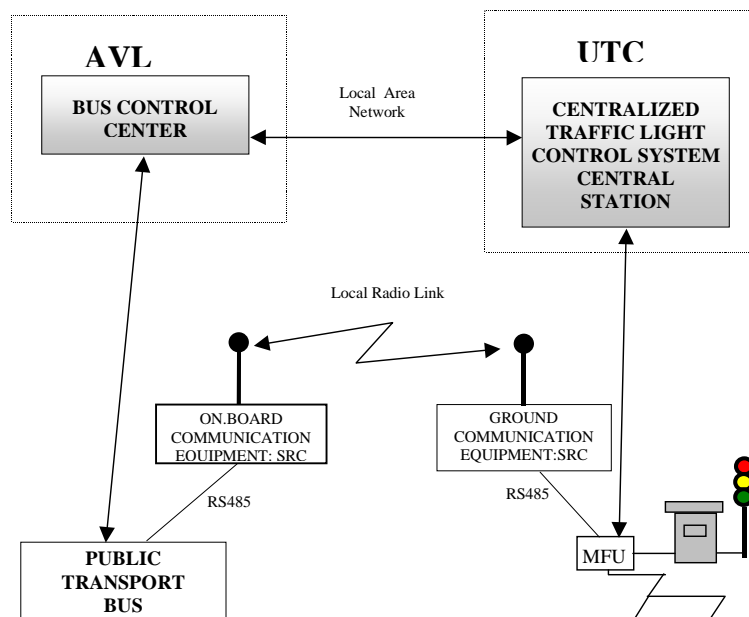 AVL
BUS CONTROL
CENTER
Local Area
Network
UTC
CENTRALIZED
TRAFFIC LIGHT
CONTROL SYSTEM
CENTRAL
STATION
Local Radio Link
ON.BOARD
COMMUNICATION
EQUIPMENT: SRC
GROUND
COMMUNICATION
EQUIPMENT:SRC
RS485
RS485
PUBLIC
TRANSPORT
BUS
MFU